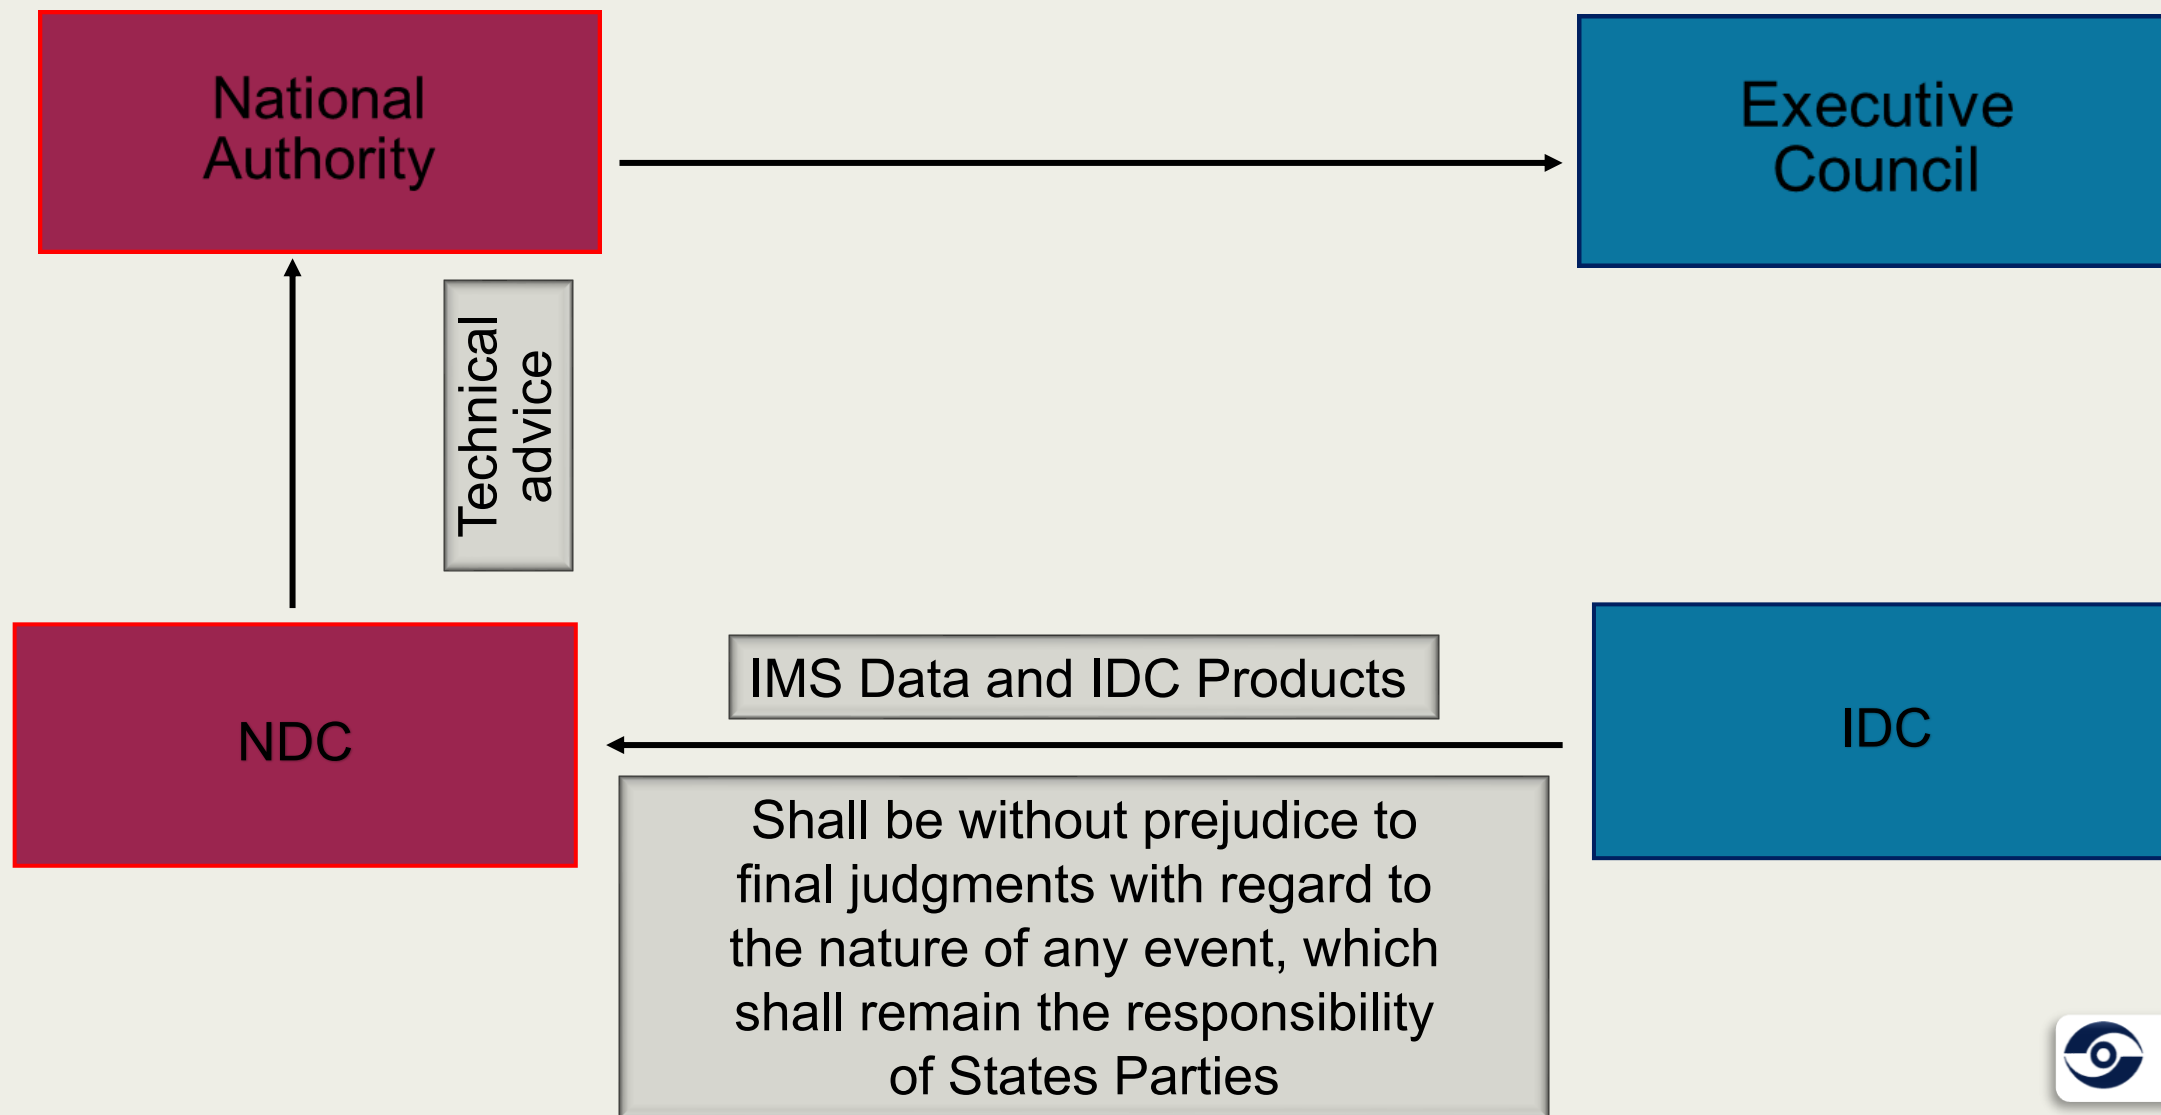 National
Authority
Executive
Council
Technical
advice
IMS Data and IDC Products
NDC
IDC
Shall be without prejudice to
final judgments with regard to
the nature of any event, which
shall remain the responsibility
of States Parties